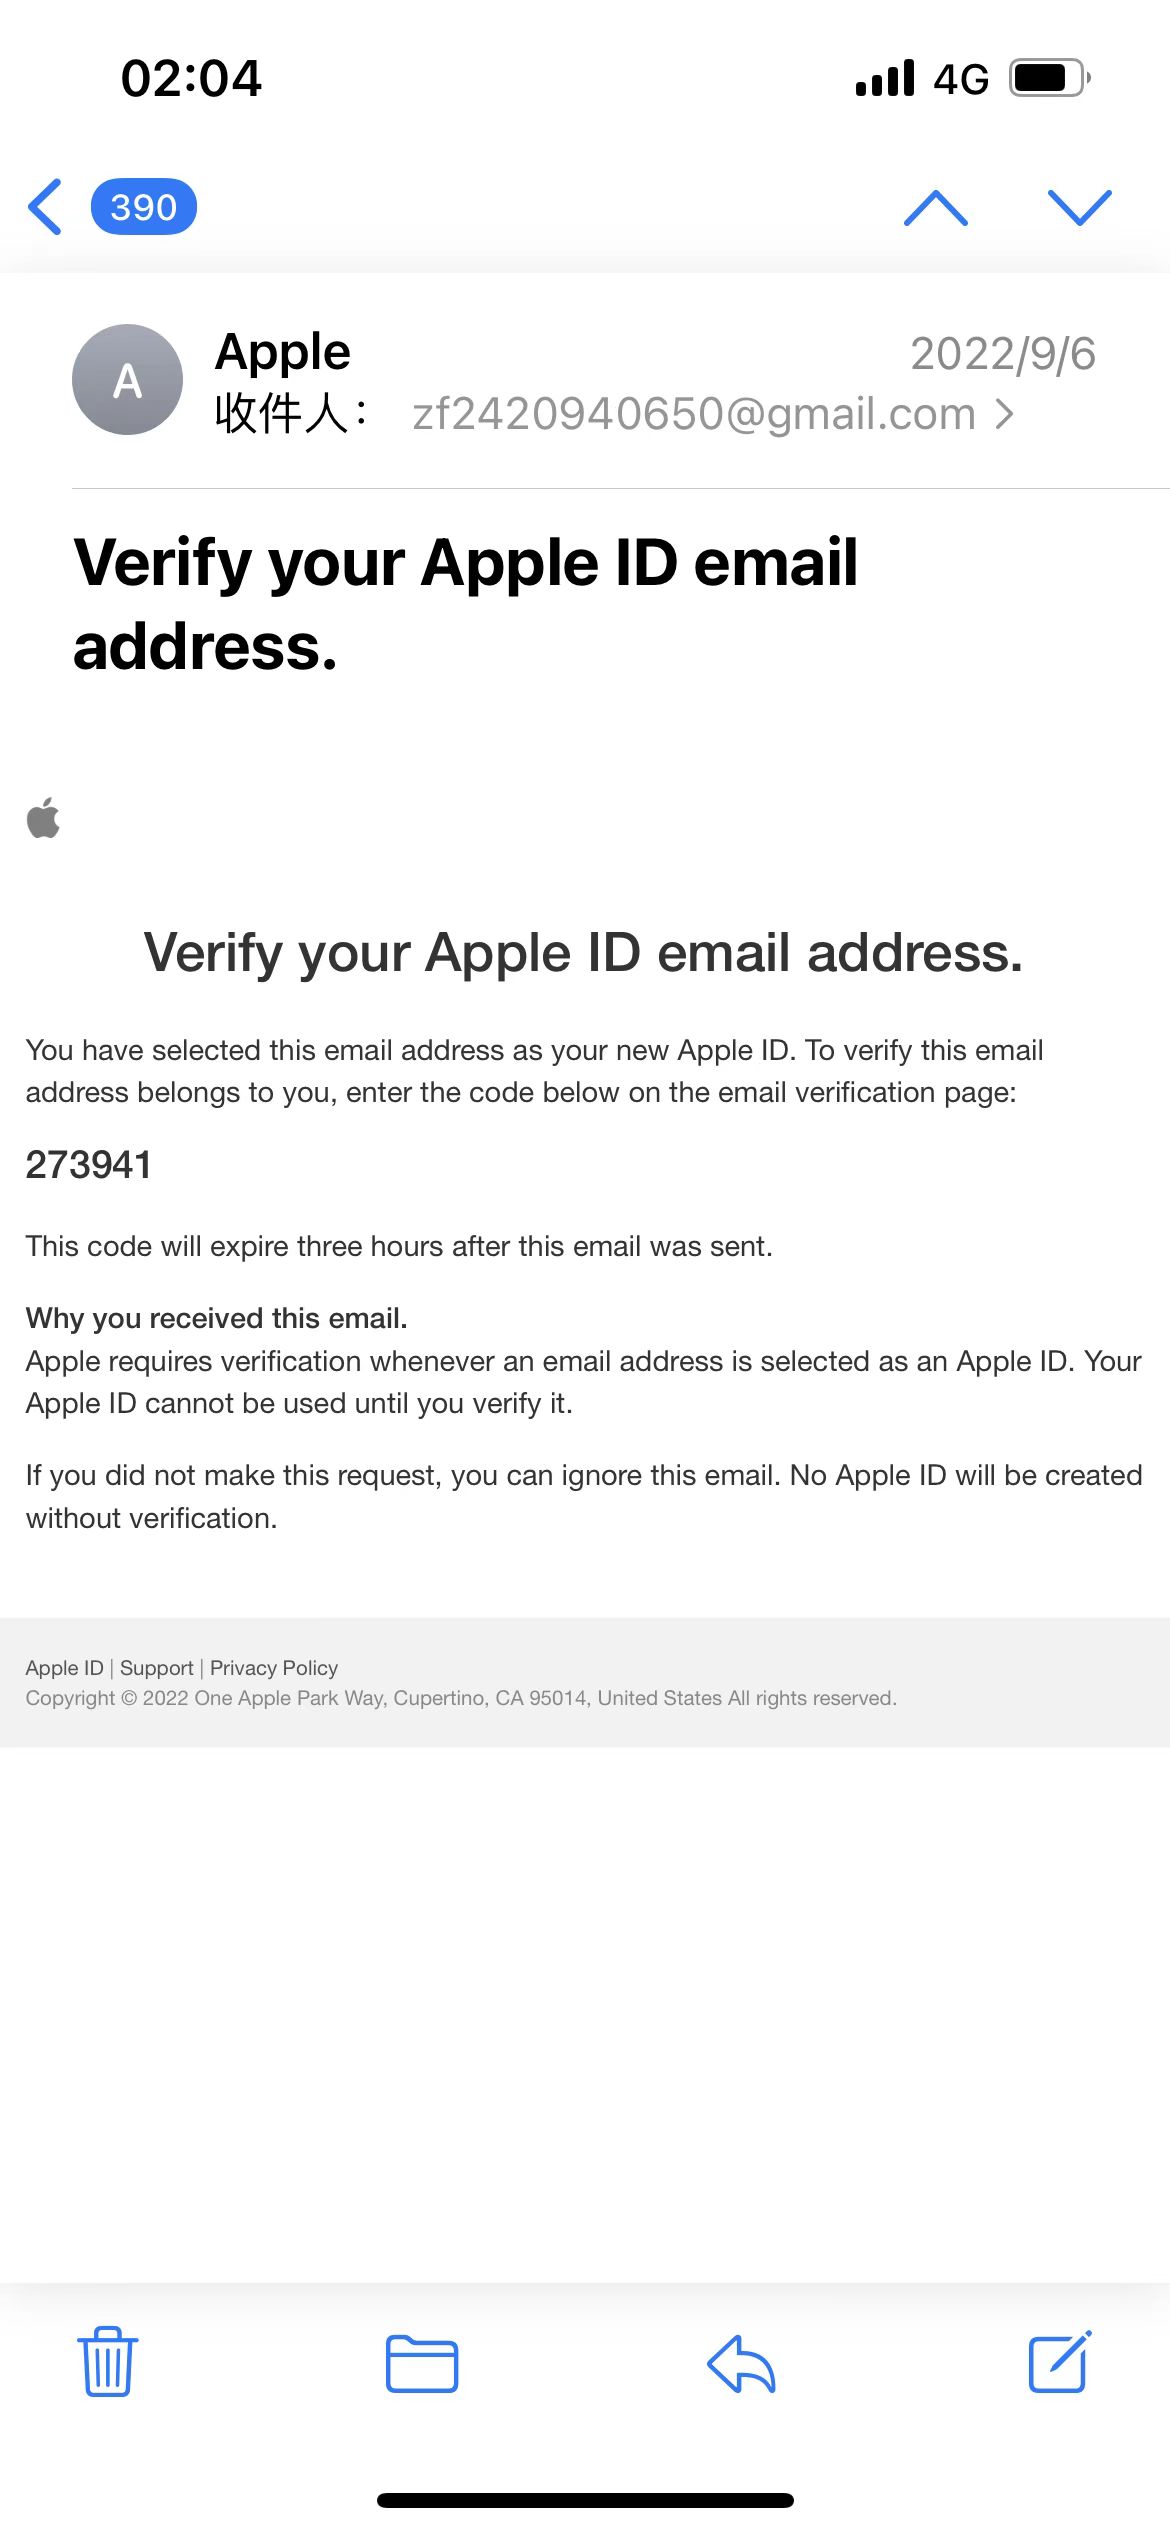 02:04
4G
390
A
Apple
2022/9/6
收件人： zf2420940650@gmail.com
Verify your Apple ID email
address.
Verify your Apple ID email address.
You have selected this email address as your new Apple ID. To verify this email
address belongs to you, enter the code below on the email verification page:
273941
This code will expire three hours after this email was sent.
Why you received this email.
Apple requires verification whenever an email address is selected as an Apple ID. Your
Apple ID cannot be used until you verify it.
If you did not make this request, you can ignore this email. No Apple ID will be created
without verification.
Apple ID | Support | Privacy Policy
Copyright © 2022 One Apple Park Way, Cupertino, CA 95014, United States All rights reserved.